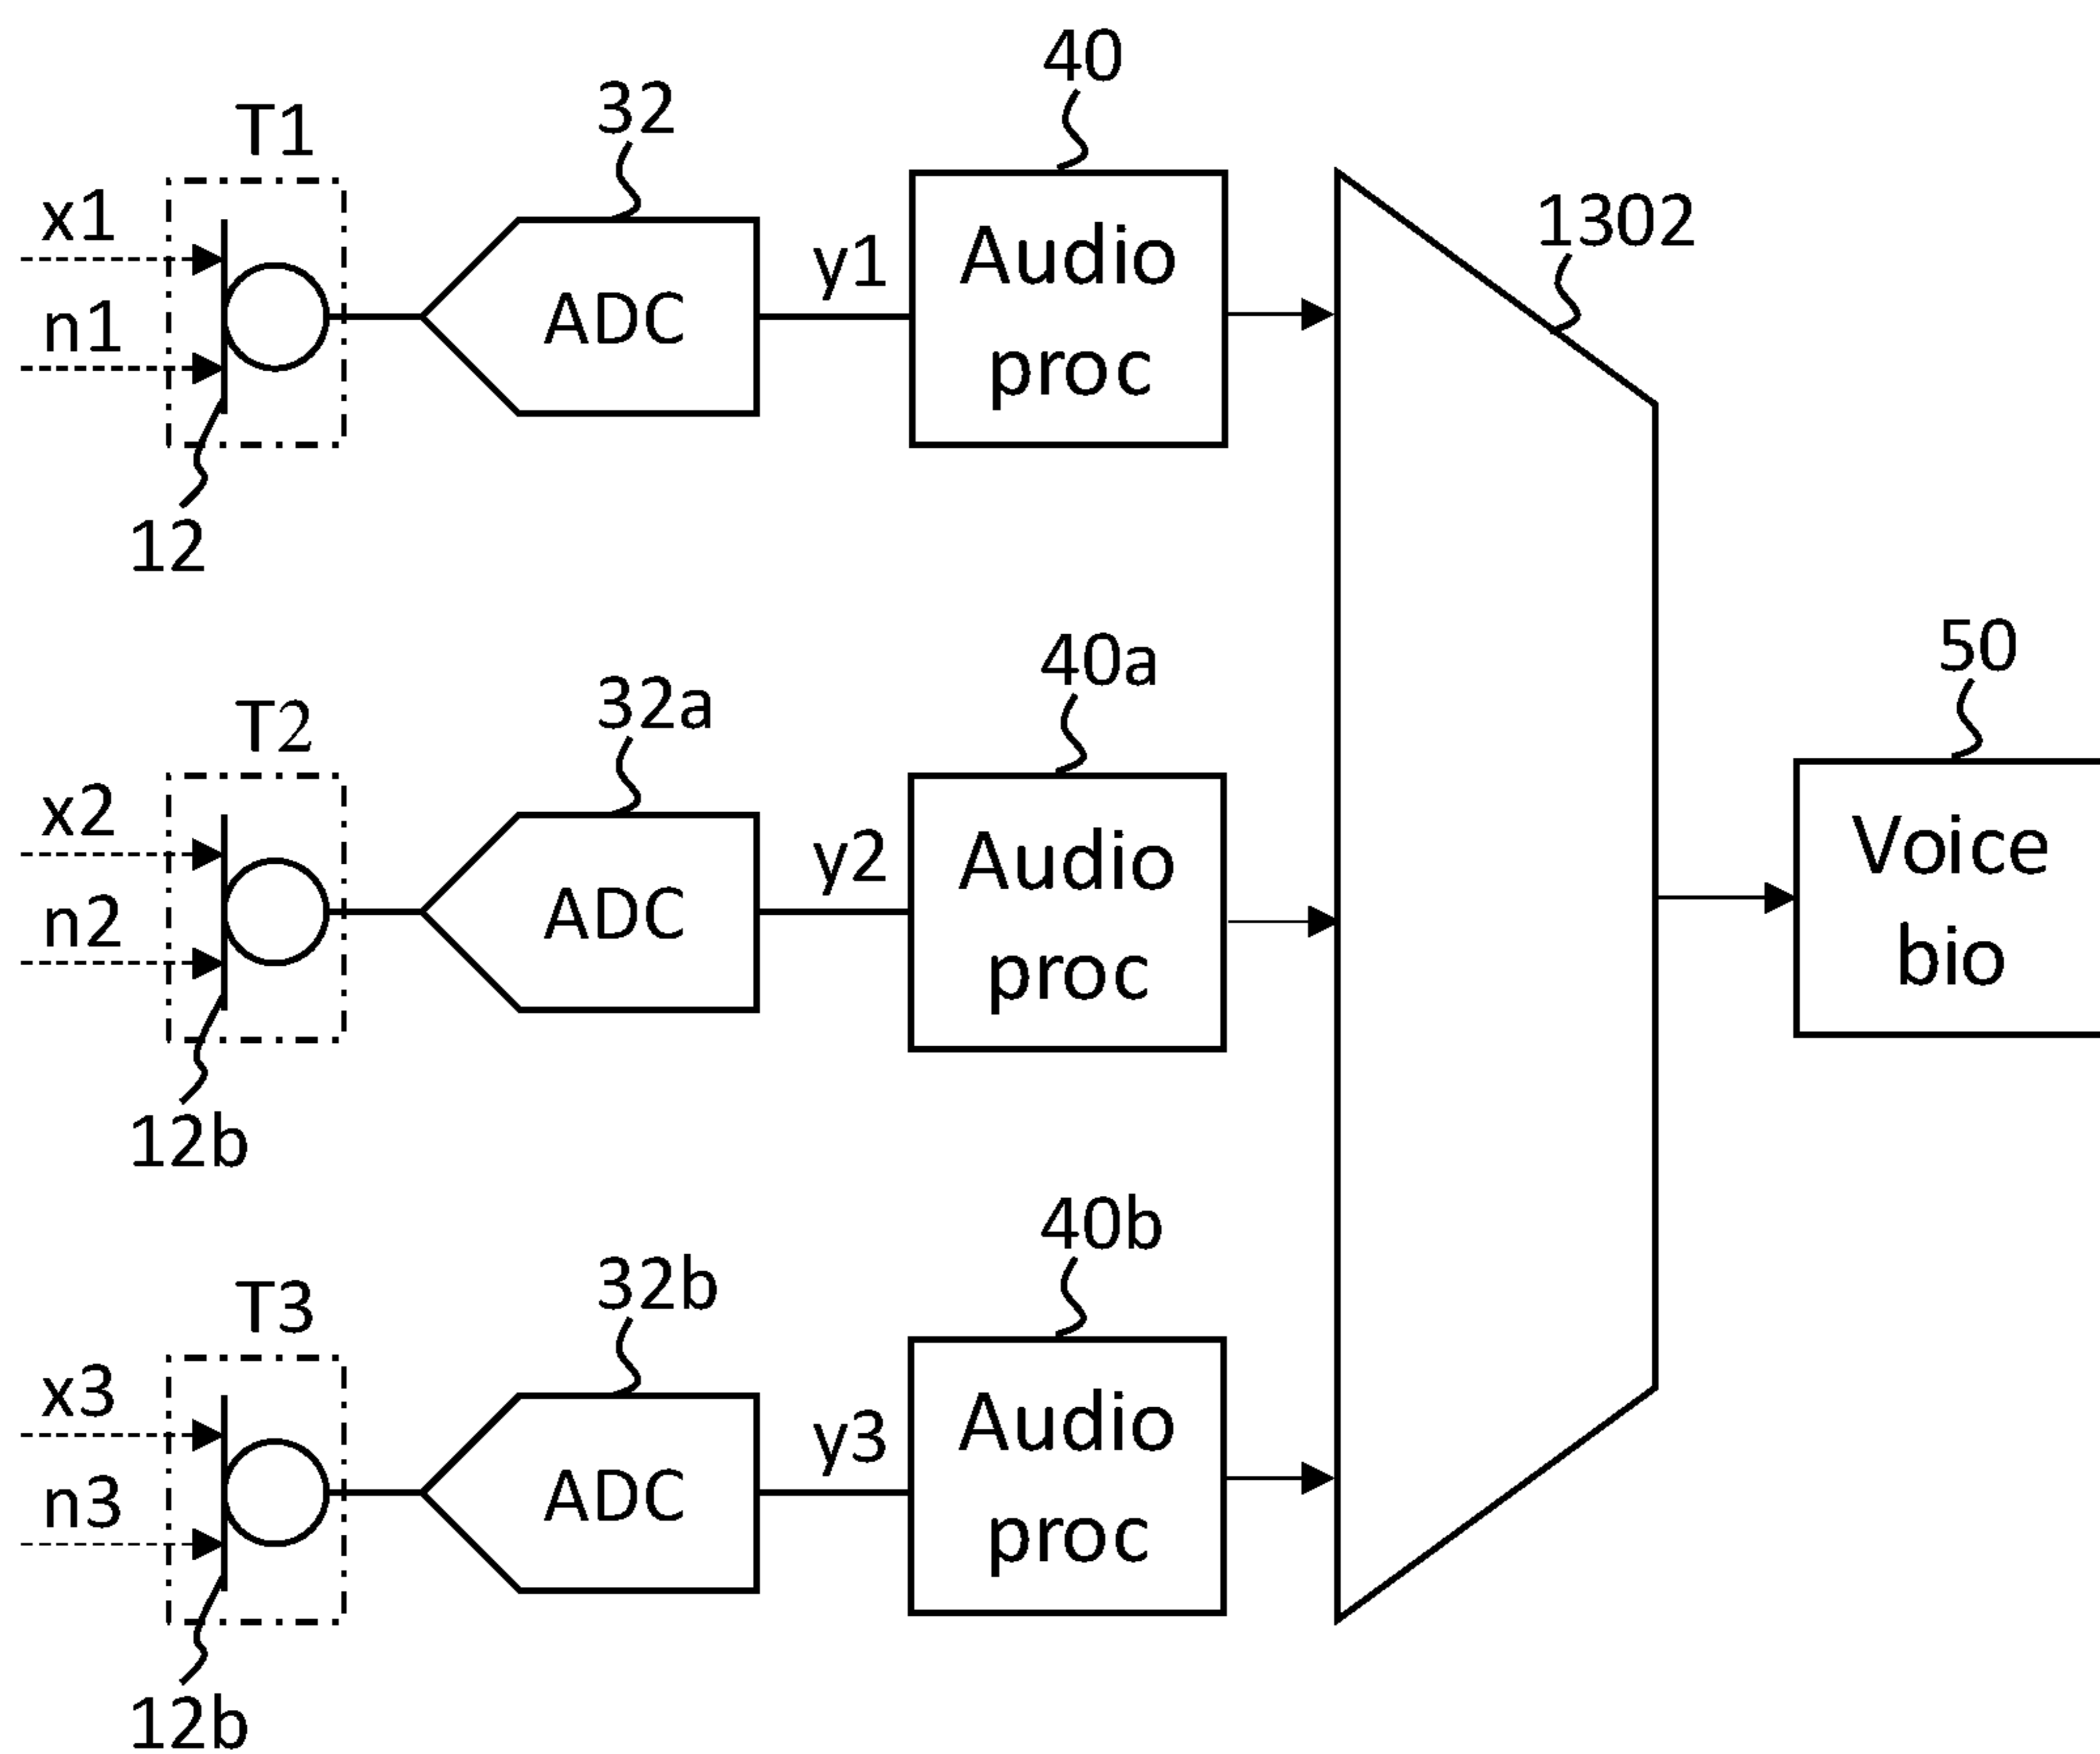 40
32
T1
1302
x1
y1
Audio
proc
ADC
n1
12
50
40a
32a
T2
x2
y2
Audio
proc
Voice
bio
ADC
n2
12b
40b
32b
T3
x3
y3
Audio
proc
ADC
n3
12b